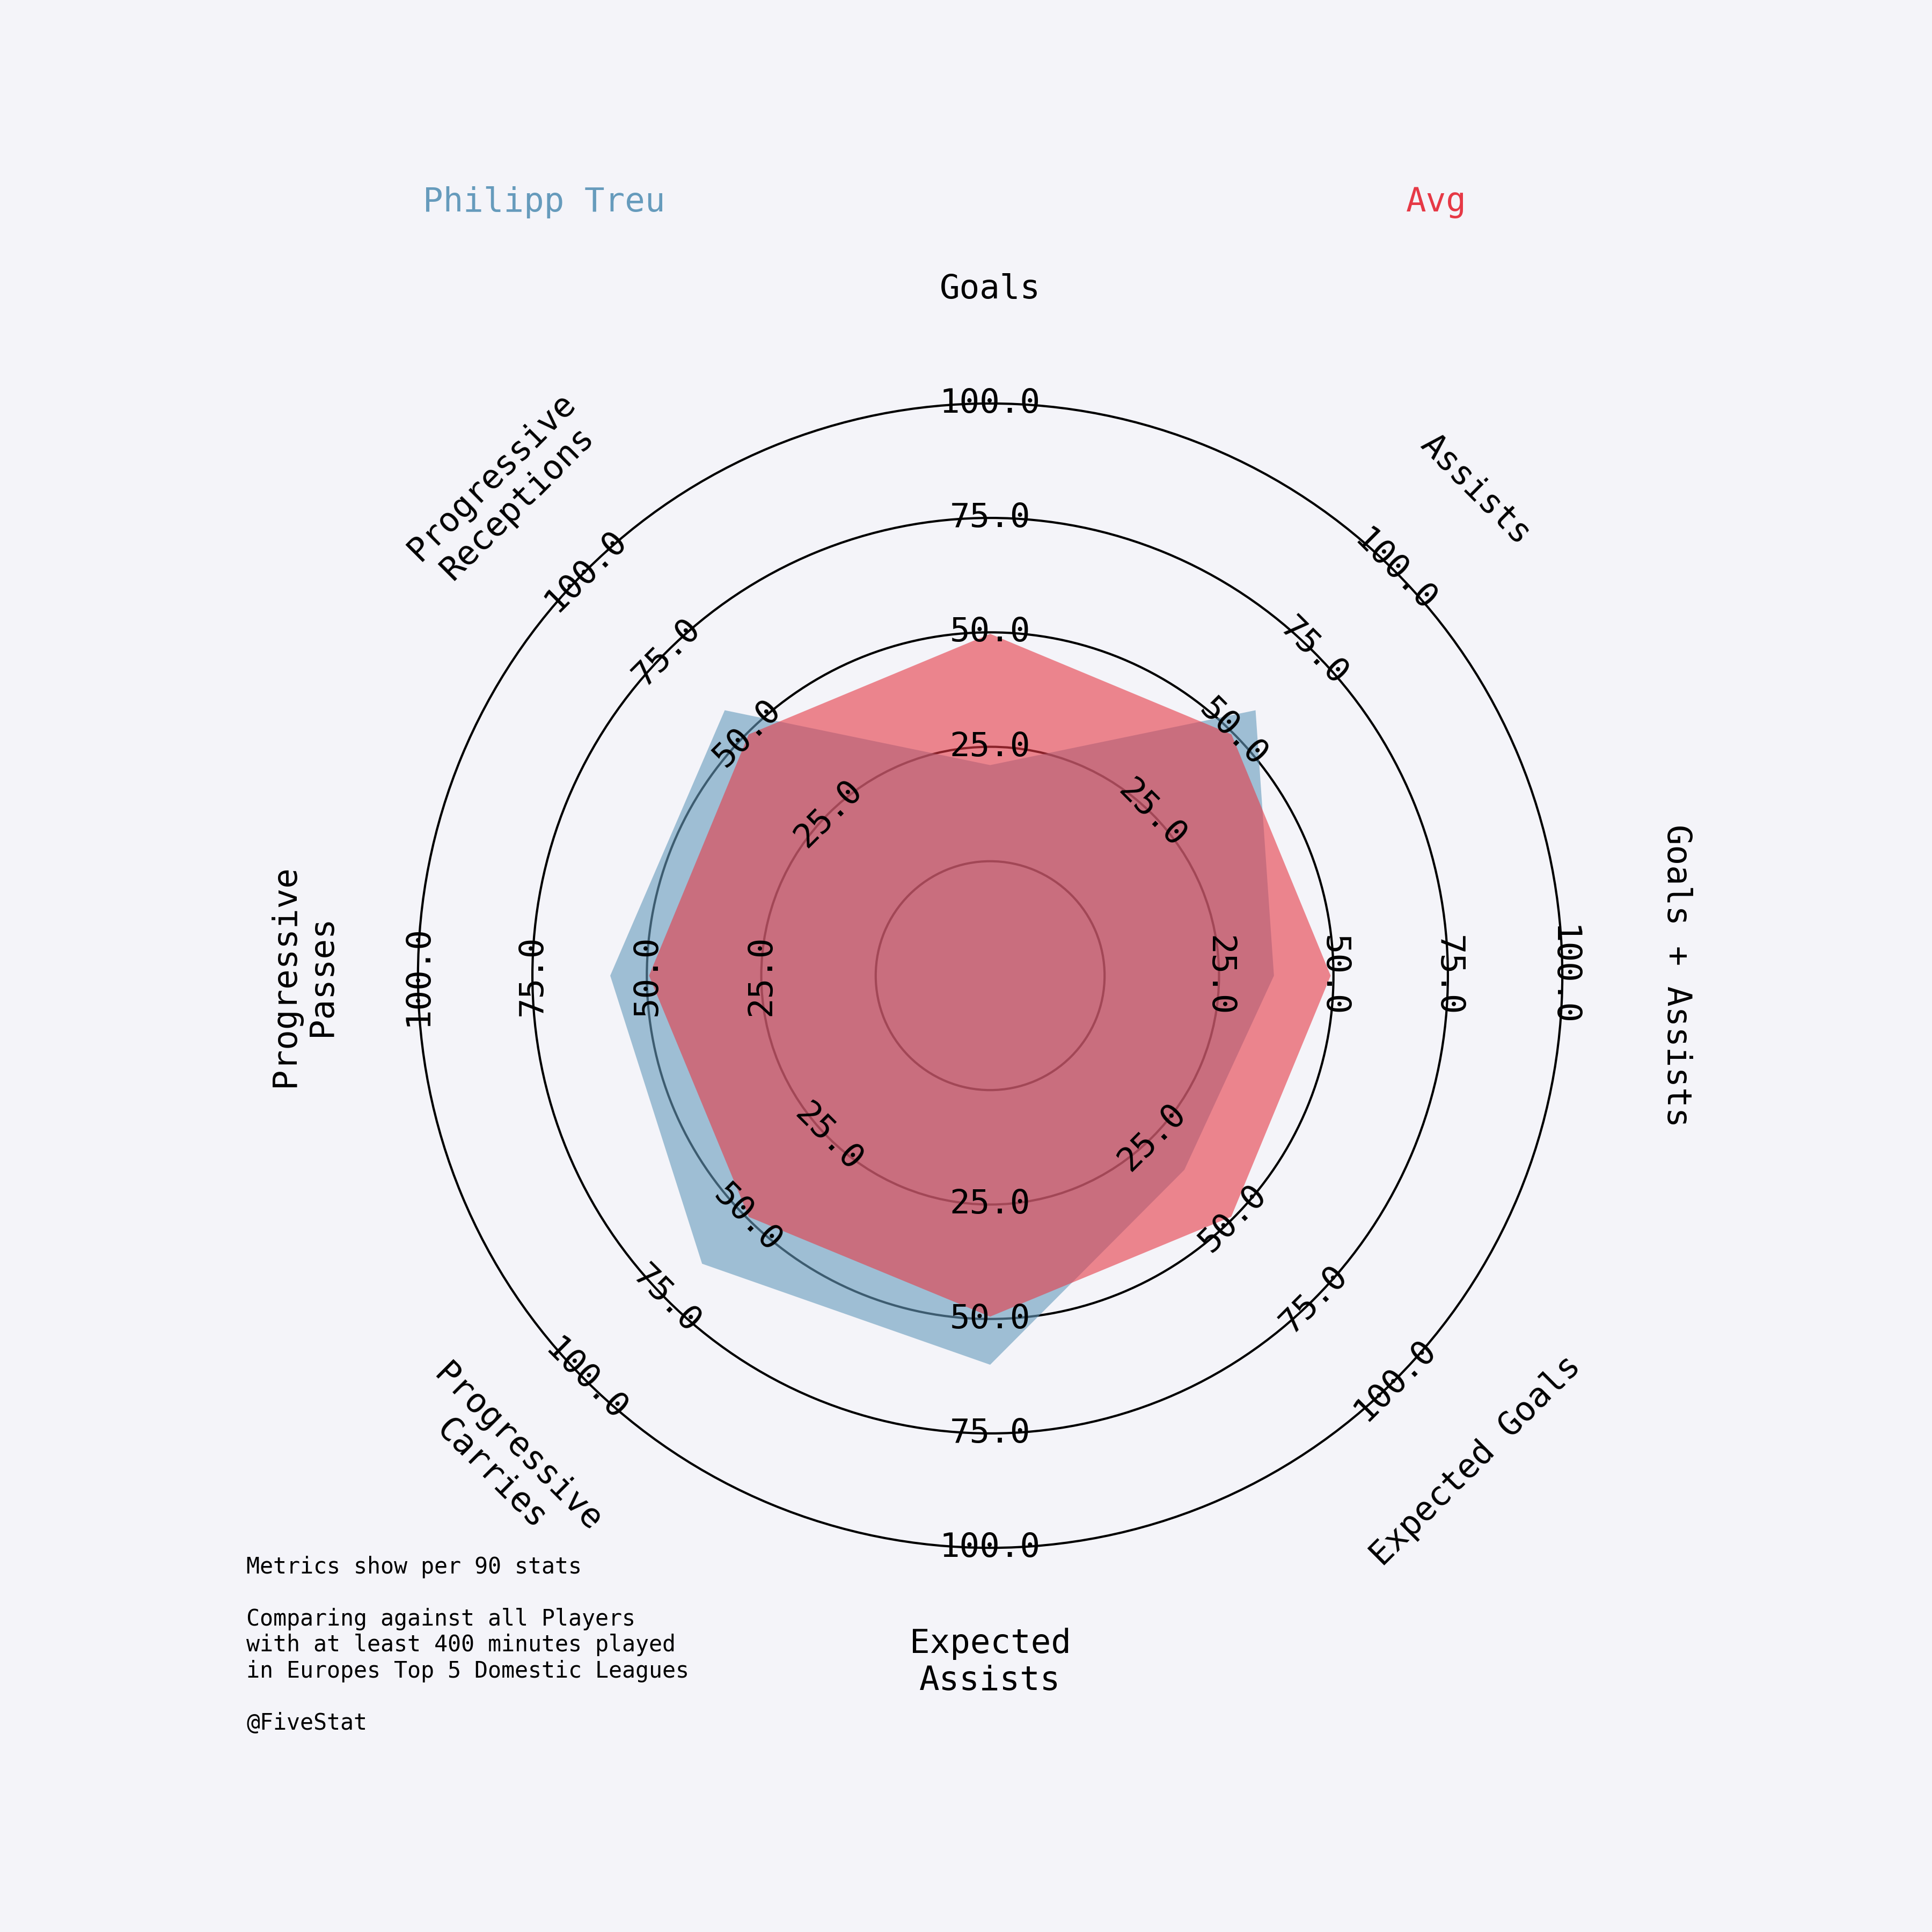 Philipp Treu
Avg
Goals
Assists
Goals + Assists
Expected Goals
Expected
Assists
Progressive
Carries
Progressive
Passes
Progressive
Receptions
25.0
50.0
75.0
100.0
25.0
50.0
75.0
100.0
25.0
50.0
75.0
100.0
25.0
50.0
75.0
100.0
25.0
50.0
75.0
100.0
25.0
50.0
75.0
100.0
25.0
50.0
75.0
100.0
25.0
50.0
75.0
100.0
Metrics show per 90 stats
Comparing against all Players
with at least 400 minutes played
in Europes Top 5 Domestic Leagues
@FiveStat